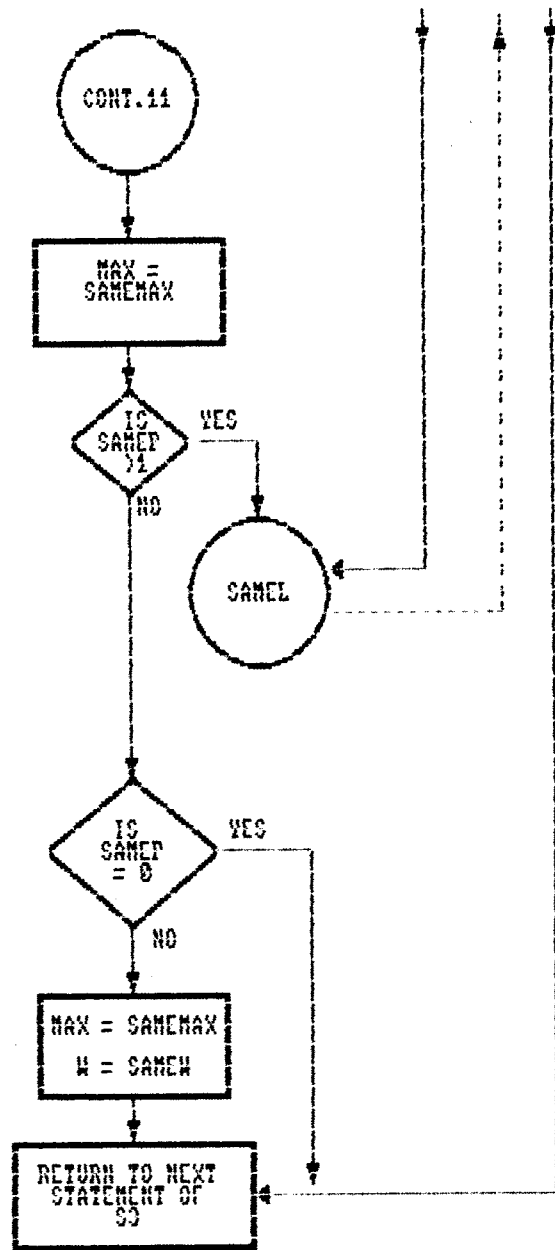 CONT.11
MAX =
SAMEMAX
IS
SAMEP
>1
YES
NO
SAMEL
IS
SAMEP
= 0
YES
NO
MAX = SAMEMAX
W = SAMEW
RETURN TO NEXT
STATEMENT OF